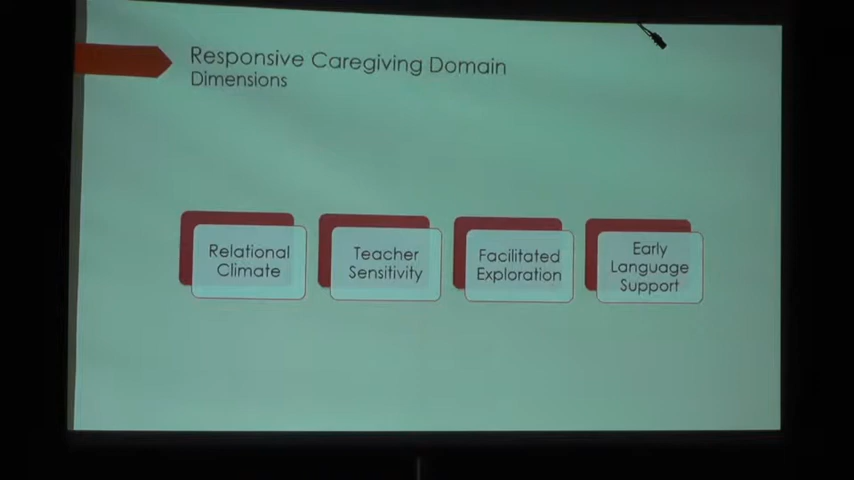 Responsive Caregiving Domain
Dimensions
Relational
Climate
Teacher
Sensitivity
Facilitated
Exploration
Early
Language
Support